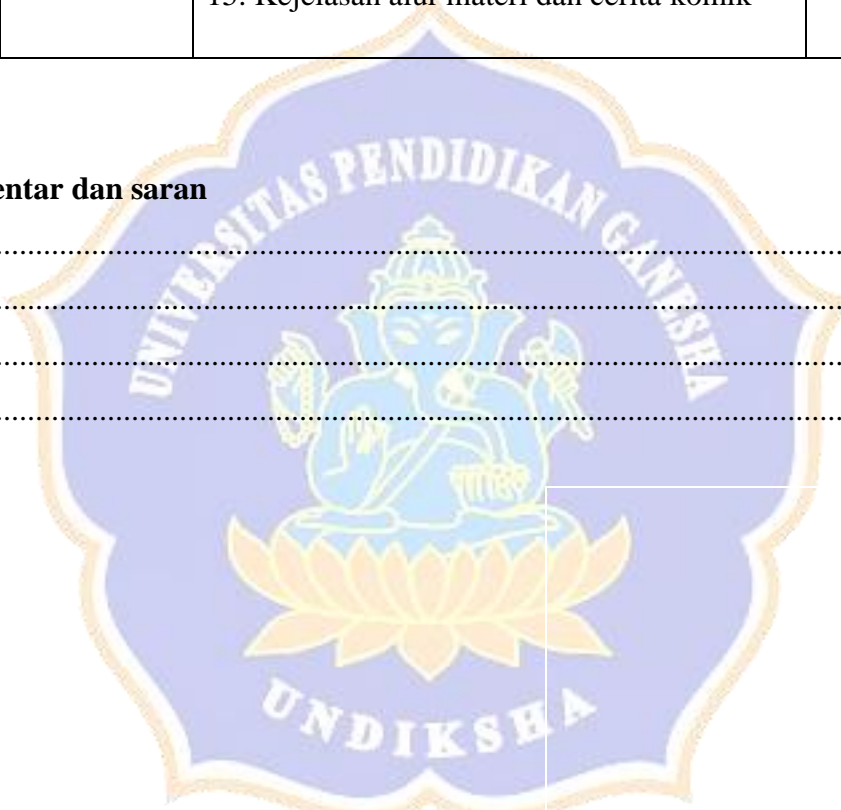 15. Kejelasan alur materi dan cerita komik
entar dan saran
UNIVERSITAS PENDIDIKAN GANESHA
UNDIKSHA